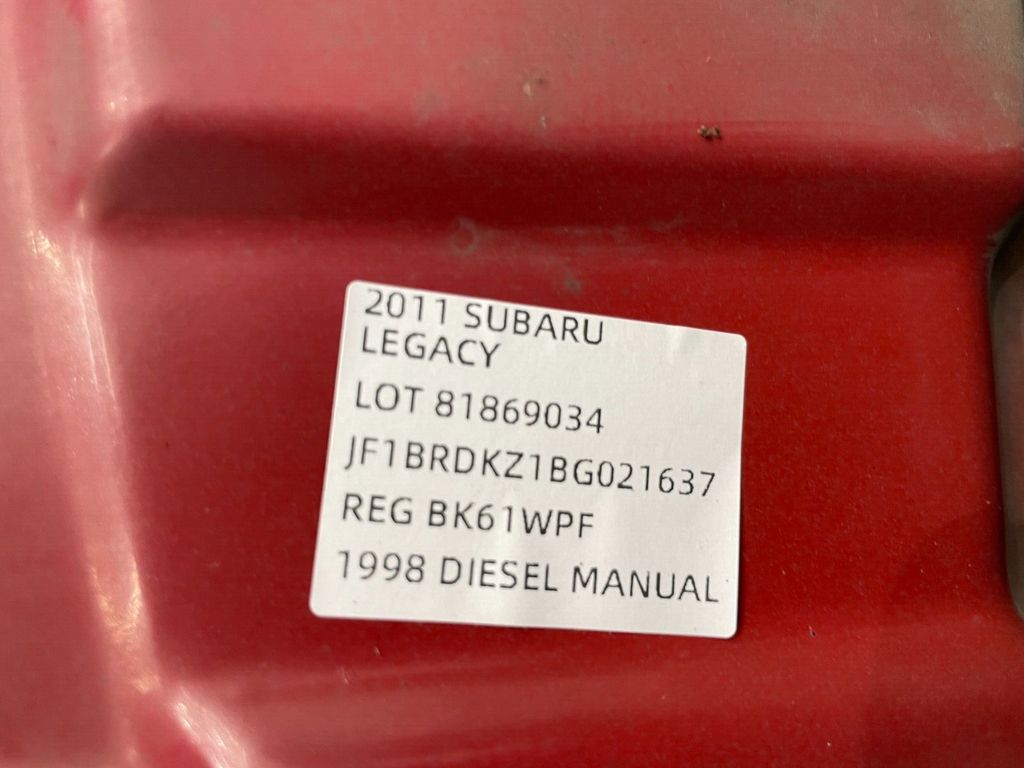 2011 SUBARU
LEGACY
LOT 81869034
JF1BRDKZ1BG021637
REG BK61WPF
1998 DIESEL MANUAL